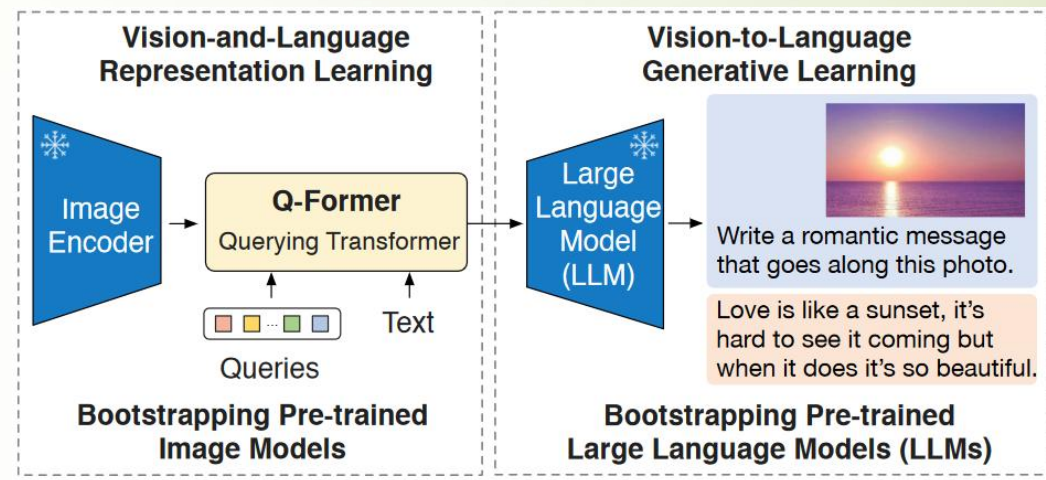 Vision-and-Language
Representation Learning
Image
Encoder
Q-Former
Querying Transformer
...
Queries
Text
Bootstrapping Pre-trained
Image Models
Vision-to-Language
Generative Learning
Large
Language
Model
(LLM)
Write a romantic message
that goes along this photo.
Love is like a sunset, it's
hard to see it coming but
when it does it's so beautiful.
Bootstrapping Pre-trained
Large Language Models (LLMs)